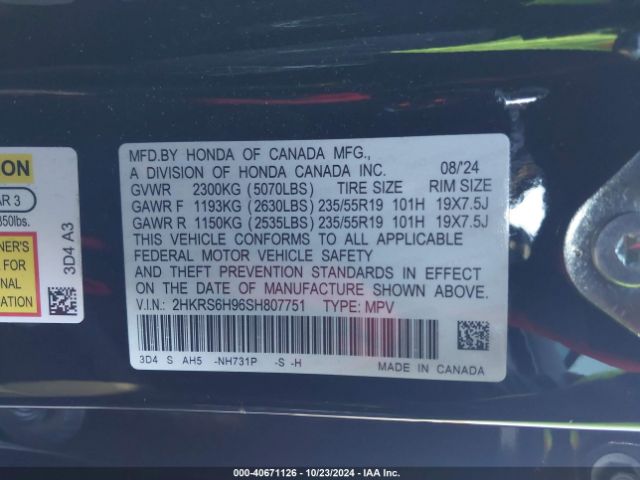 MFD.BY HONDA OF CANADA MFG.,
A DIVISION OF HONDA CANADA INC. 08/'24
GVWR 2300KG (5070LBS) TIRE SIZE RIM SIZE
GAWR F 1193KG (2630LBS) 235/55R19 101H 19X7.5J
GAWR R 1150KG (2535LBS) 235/55R19 101H 19X7.5J
THIS VEHICLE CONFORMS TO ALL APPLICABLE
FEDERAL MOTOR VEHICLE SAFETY
AND THEFT PREVENTION STANDARDS IN EFFECT
ON THE DATE OF MANUFACTURE SHOWN ABOVE.
V.I.N.: 2HKRS6H96SH807751 TYPE: MPV
3D4 S AH5 -NH731P -S -H
MADE IN CANADA
ION
AR 3
850lbs.
NER'S
FOR
NAL
ION
3D4 A3
000-40671126 - 10/23/2024 - IAA Inc.